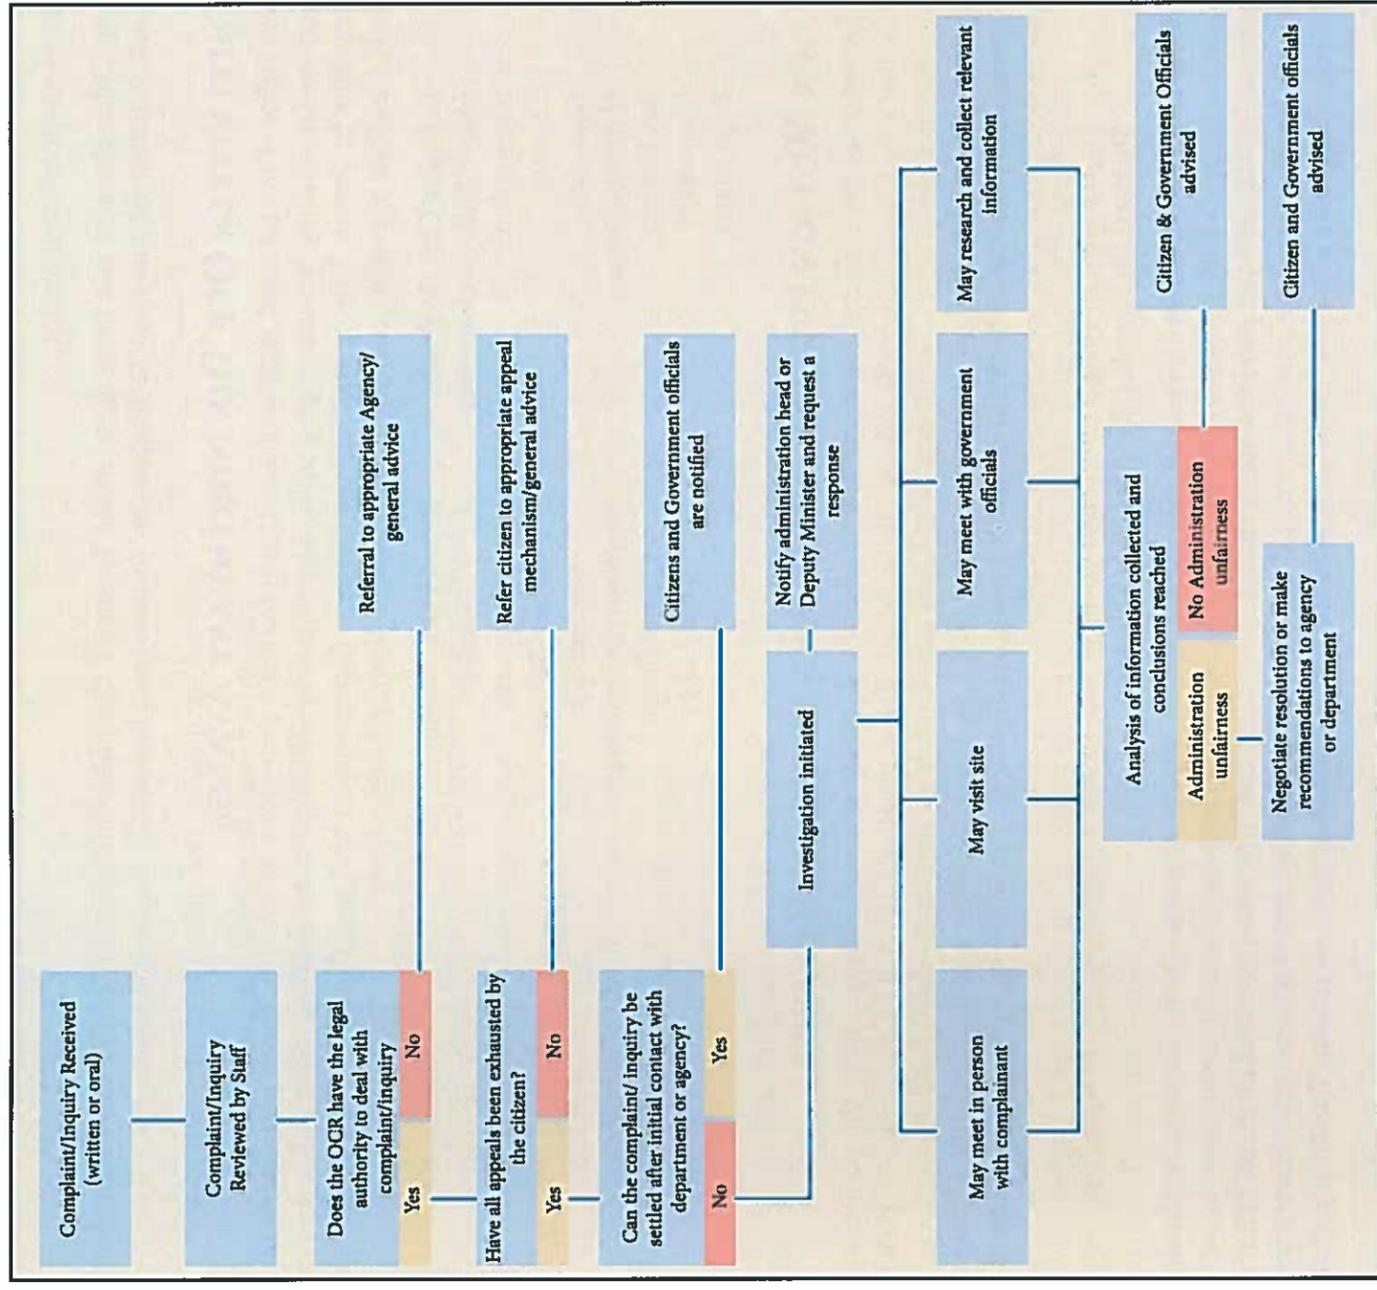 Complaint/Inquiry Received
(written or oral)
Complaint/Inquiry
Reviewed by Staff
Does the OCR have the legal
authority to deal with
complaint/inquiry
Yes
No
Referral to appropriate Agency/
general advice
Have all appeals been exhausted by
the citizen?
Yes
No
Refer citizen to appropriate appeal
mechanism/general advice
Can the complaint/ inquiry be
settled after initial contact with
department or agency?
No
Yes
Citizens and Government officials
are notified
Investigation initiated
Notify administration head or
Deputy Minister and request a
response
May meet in person
with complainant
May visit site
May meet with government
officials
May research and collect relevant
information
Analysis of information collected and
conclusions reached
Administration
unfairness
No Administration
unfairness
Citizen & Government Officials
advised
Negotiate resolution or make
recommendations to agency
or department
Citizen and Government officials
advised